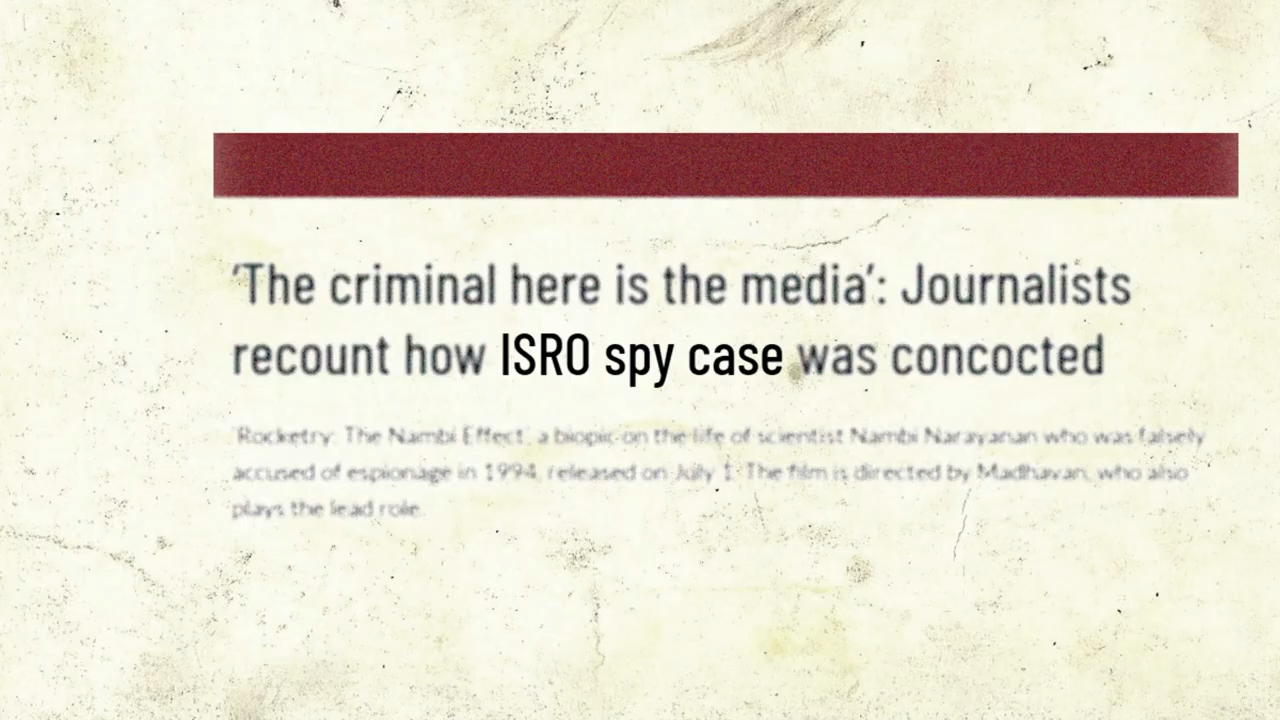 'The criminal here is the media': Journalists
recount how ISRO spy case was concocted
'Rocketry: The Nambi Effect', a biopic on the life of scientist Nambi Narayanan who was falsely
accused of espionage in 1994, released on July 1. The film is directed by Madhavan, who also
plays the lead role.